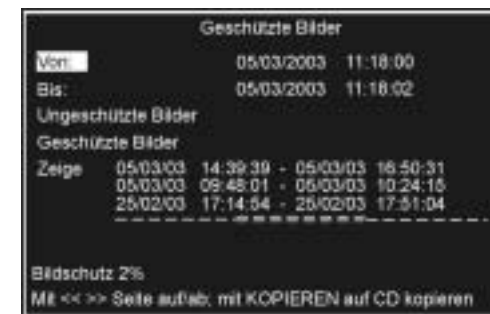 Geschützte Bilder
Von: 05/03/2003 11:18:00
Bis: 05/03/2003 11:18:02
Ungeschützte Bilder
Geschützte Bilder
Zeige 05/03/03 14:39:39 - 05/03/03 16:50:31
05/03/03 09:48:01 - 05/03/03 10:24:15
25/02/03 17:14:54 - 25/02/03 17:51:04
Bildschutz 2%
Mit << >> Seite auf/ab; mit KOPIEREN auf CD kopieren